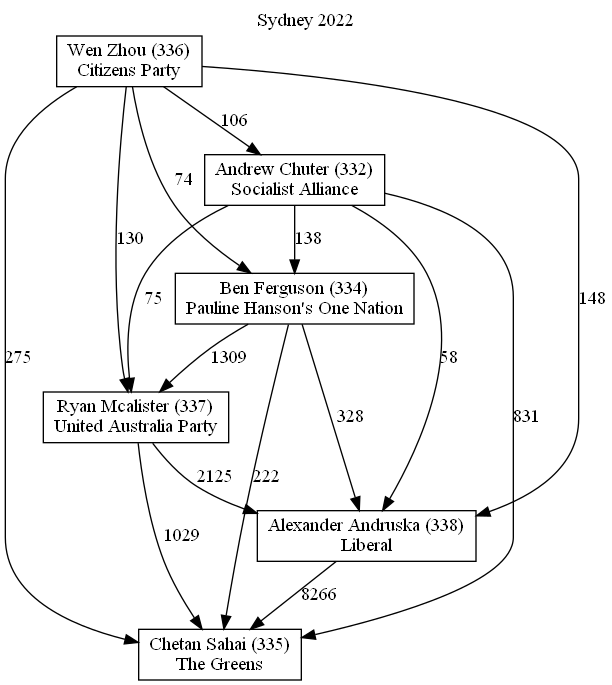 Sydney 2022
Wen Zhou (336)
Citizens Party
106
Andrew Chuter (332)
Socialist Alliance
74
130
138
75
148
Ben Ferguson (334)
Pauline Hanson's One Nation
275
1309
58
Ryan Mcalister (337)
United Australia Party
328
831
2125
222
1029
Alexander Andruska (338)
Liberal
8266
Chetan Sahai (335)
The Greens